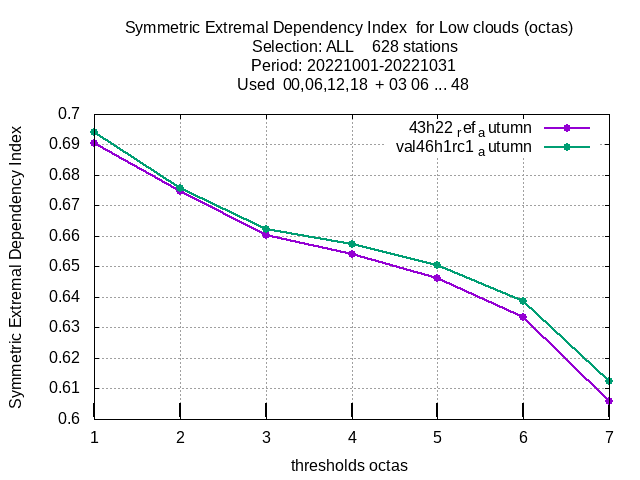 Symmetric Extremal Dependency Index  for Low clouds (octas)
Selection: ALL    628 stations
Period: 20221001-20221031
Used  00,06,12,18  + 03 06 ... 48
Symmetric Extremal Dependency Index
0.7
0.69
0.68
0.67
0.66
0.65
0.64
0.63
0.62
0.61
0.6
43h22 ref autumn
val46h1rc1 autumn
1 2 3 4 5 6 7
thresholds octas